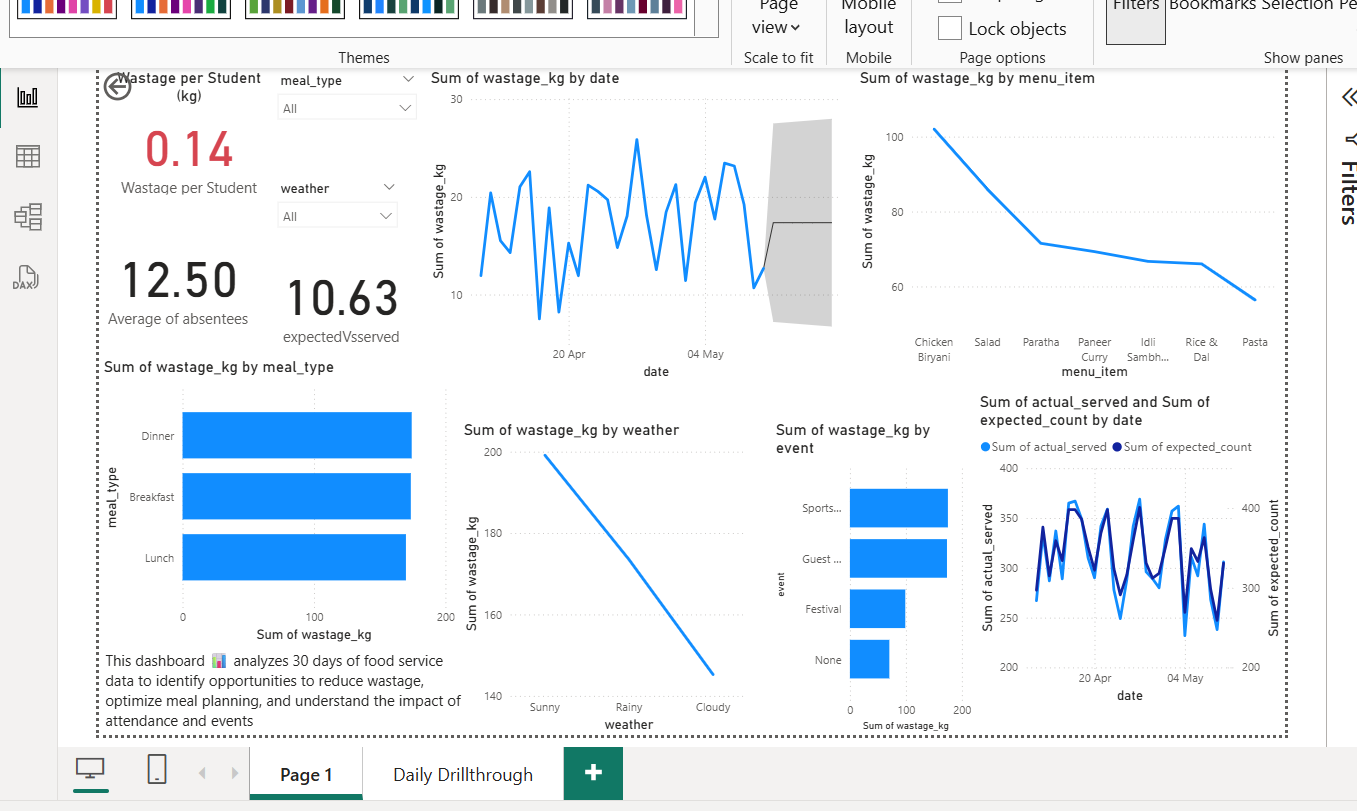 Page
view
Mobile
layout
Filters
Bookmarks
Selection
Lock objects
Themes
Scale to fit
Mobile
Page options
Show panes
Wastage per Student
(kg)
0.14
Wastage per Student
meal_type
All
weather
All
12.50
Average of absentees
10.63
expectedVsserved
Sum of wastage_kg by date
Sum of wastage_kg
30
20
10
20 Apr
04 May
date
Sum of wastage_kg by menu_item
Sum of wastage_kg
100
80
60
Chicken
Biryani
Salad
Paratha
Paneer
Curry
Idli
Sambh...
Rice &
Dal
Pasta
menu_item
Filters
DAX
Sum of wastage_kg by meal_type
meal_type
Dinner
Breakfast
Lunch
0
100
200
Sum of wastage_kg
This dashboard 📊 analyzes 30 days of food service
data to identify opportunities to reduce wastage,
optimize meal planning, and understand the impact of
attendance and events
Sum of wastage_kg by weather
Sum of wastage_kg
200
180
160
140
Sunny
Rainy
Cloudy
weather
Sum of wastage_kg by
event
event
Sports...
Guest ...
Festival
None
0
100
200
Sum of wastage_kg
Sum of actual_served and Sum of
expected_count by date
Sum of actual_served
Sum of expected_count
Sum of actual_served
400
350
300
250
200
400
300
200
Sum of expected_count
20 Apr
04 May
date
Page 1
Daily Drillthrough